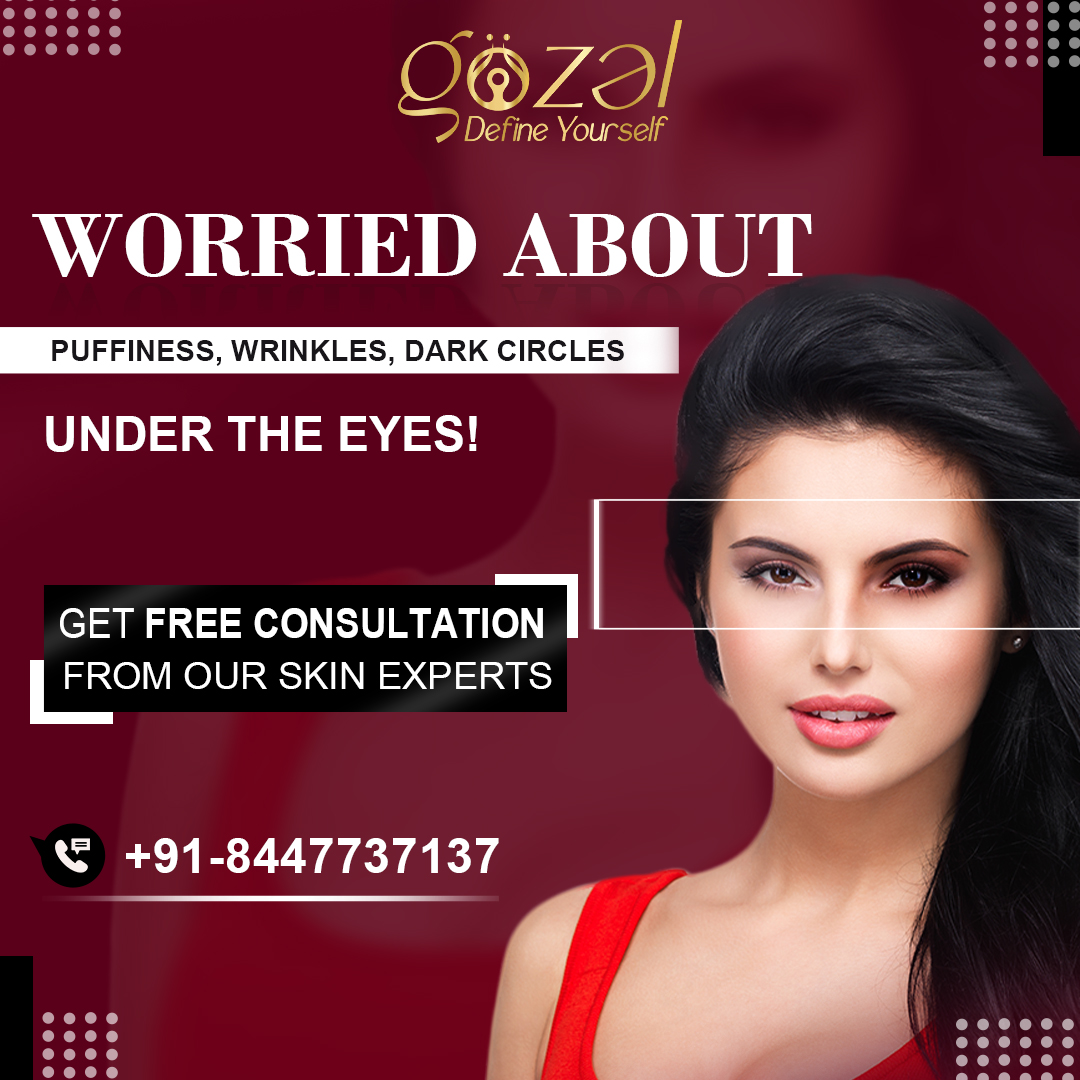 gözəl
Define Yourself
WORRIED ABOUT
PUFFINESS, WRINKLES, DARK CIRCLES
UNDER THE EYES!
GET FREE CONSULTATION
FROM OUR SKIN EXPERTS
+91-8447737137